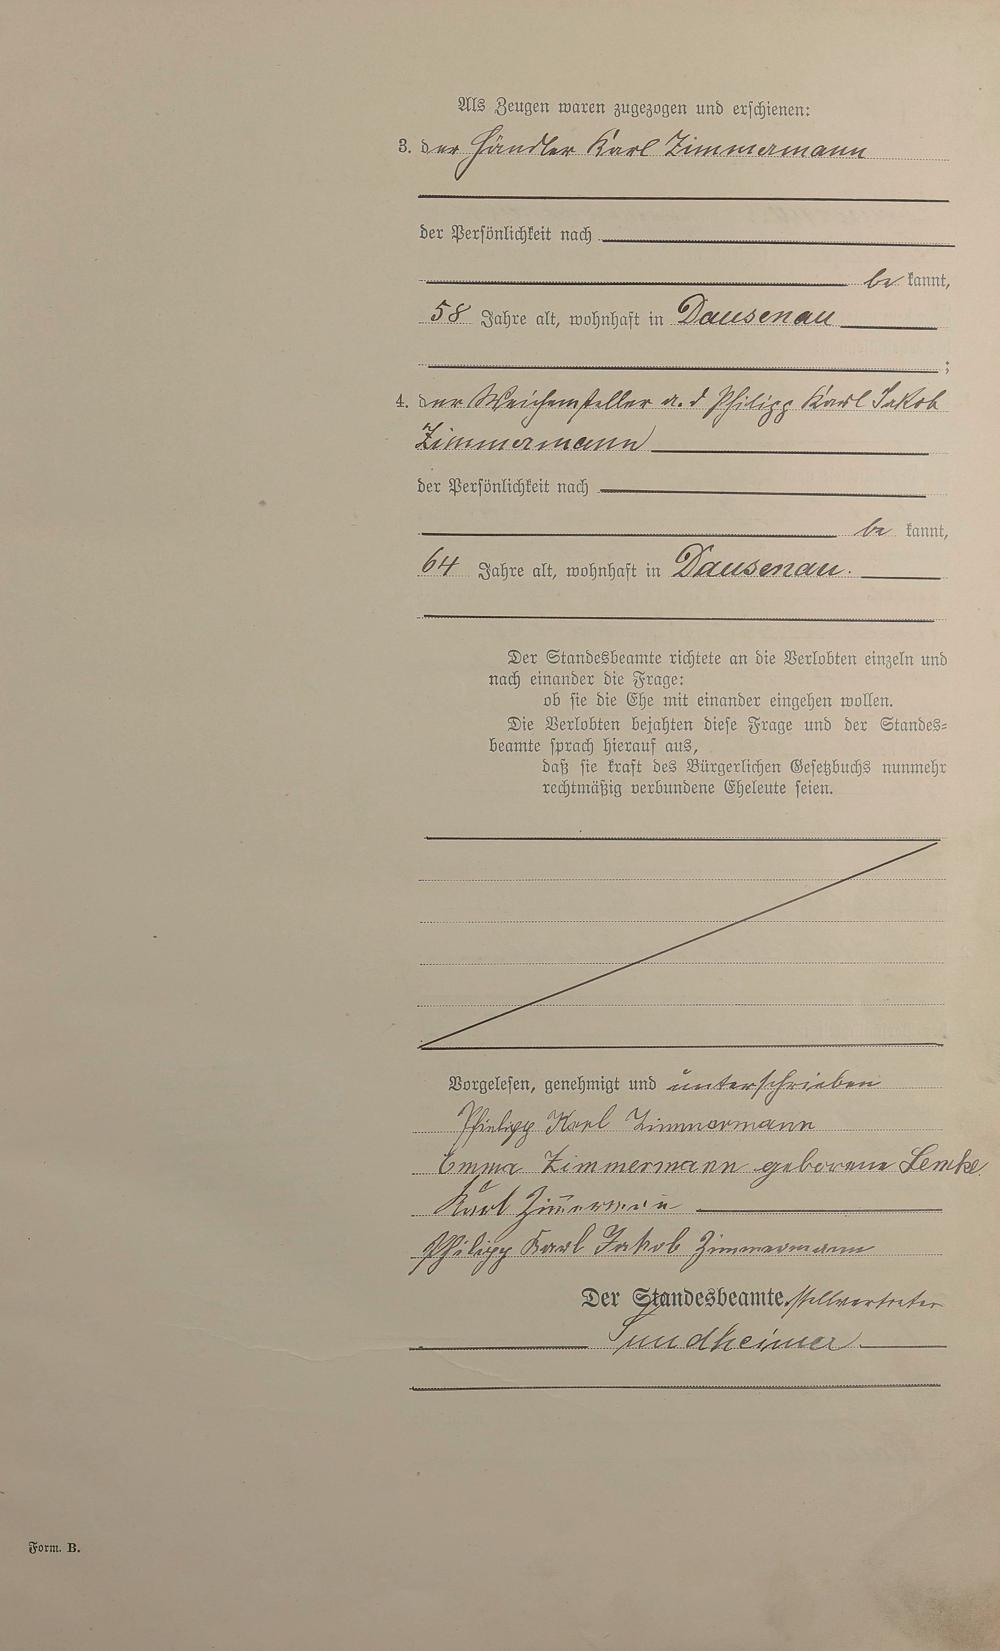 Als Zeugen waren zugezogen und erschienen:
3. der Händler Karl Zimmermann
der Persönlichkeit nach
be kannt,
58 Jahre alt, wohnhaft in Dausenau
;
4. der Weichensteller a. d Philipp Karl Jakob
Zimmermann
der Persönlichkeit nach
be kannt,
64 Jahre alt, wohnhaft in Dausenau.
Der Standesbeamte richtete an die Verlobten einzeln und
nach einander die Frage:
ob sie die Ehe mit einander eingehen wollen.
Die Verlobten bejahten diese Frage und der Standes=
beamte sprach hierauf aus,
daß sie kraft des Bürgerlichen Gesetzbuchs nunmehr
rechtmäßig verbundene Eheleute seien.
Vorgelesen, genehmigt und unterschrieben
Philipp Karl Zimmermann
Emma Zimmermann geborene Lemke
Karl Zimmermann
Philipp Karl Jakob Zimmermann
Der Standesbeamte. stellvertreter
Sundheimer
Form. B.